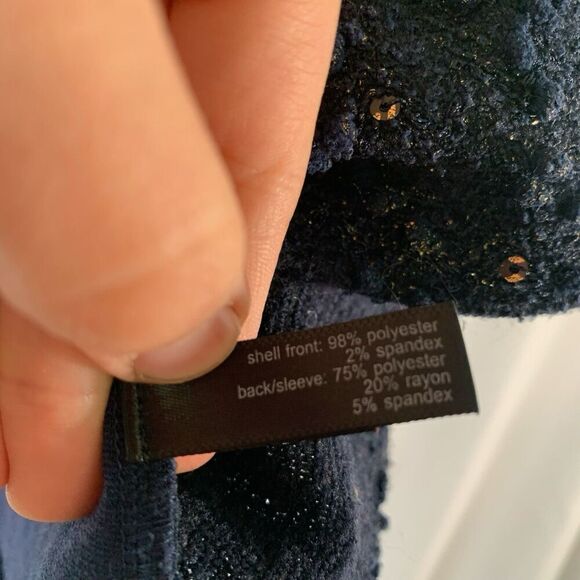 shell front: 98% polyester
2% spandex
back/sleeve: 75% polyester
20% rayon
5% spandex